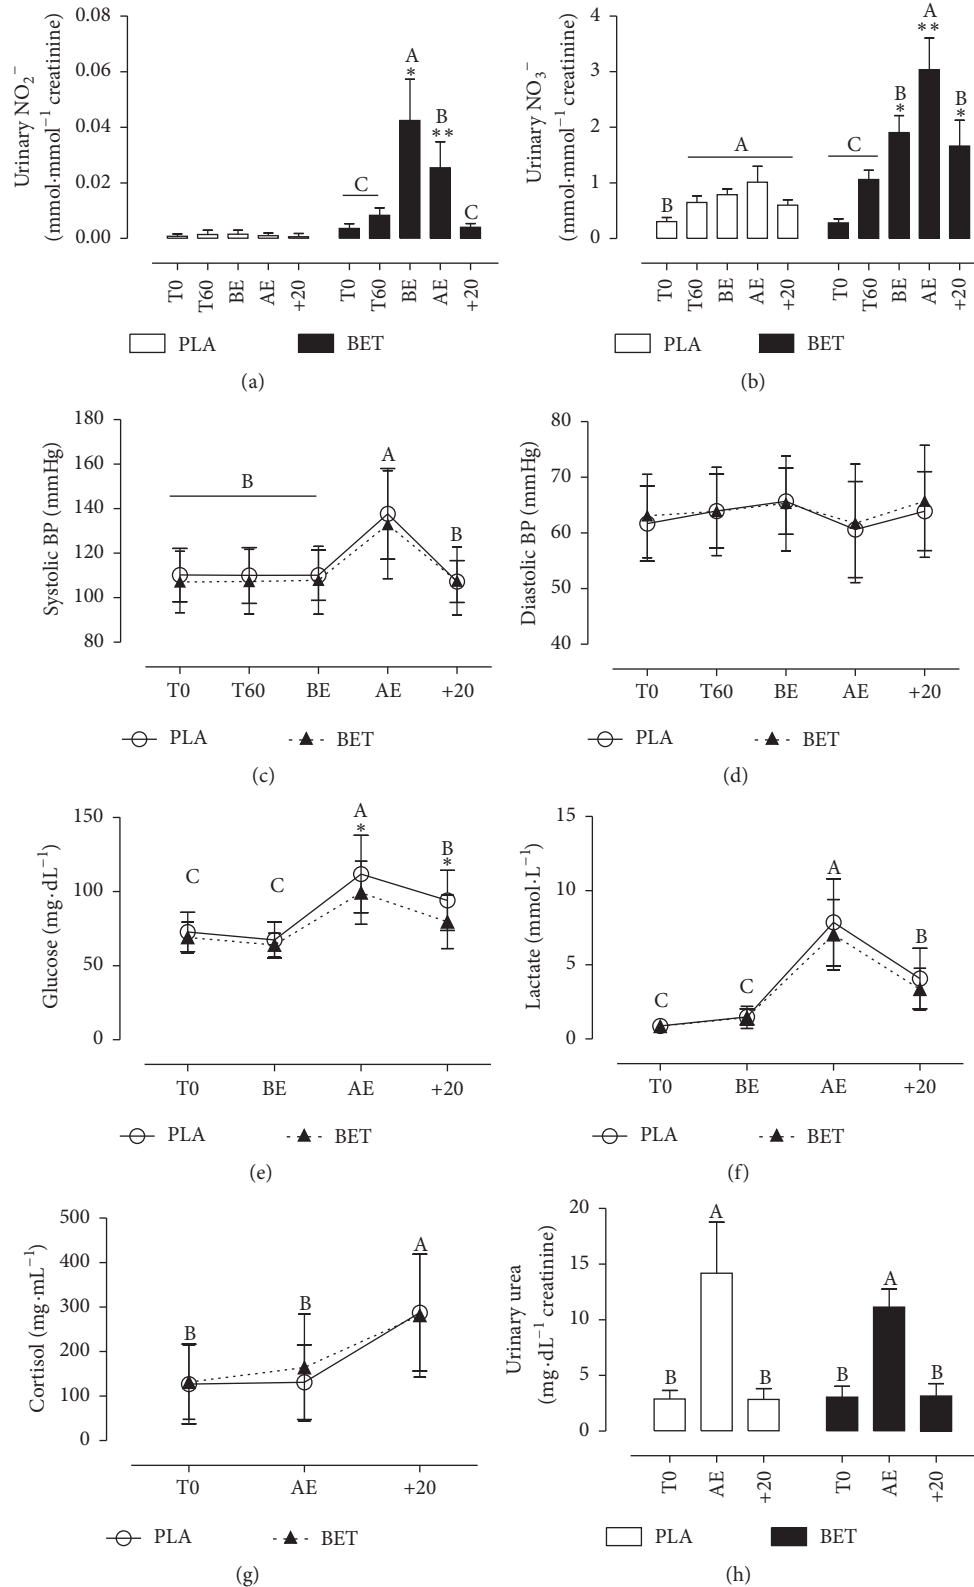 Urinary NO₂⁻
(mmol·mmol⁻¹ creatinine)
0.08
0.06
0.04
0.02
0.00
C
A
*
B
**
C
T0 T60 BE AE +20 T0 T60 BE AE +20
PLA BET
(a)
Urinary NO₃⁻
(mmol·mmol⁻¹ creatinine)
4
3
2
1
0
B
A
C
B
*
A
**
B
*
T0 T60 BE AE +20 T0 T60 BE AE +20
PLA BET
(b)
Systolic BP (mmHg)
180
160
140
120
100
80
B
A
B
T0 T60 BE AE +20
PLA BET
(c)
Diastolic BP (mmHg)
80
70
60
50
40
T0 T60 BE AE +20
PLA BET
(d)
Glucose (mg·dL⁻¹)
150
100
50
0
C
C
A
*
B
*
T0 BE AE +20
PLA BET
(e)
Lactate (mmol·L⁻¹)
15
10
5
0
C
C
A
B
T0 BE AE +20
PLA BET
(f)
Cortisol (mg·mL⁻¹)
500
400
300
200
100
0
B
B
A
T0 AE +20
PLA BET
(g)
Urinary urea
(mg·dL⁻¹ creatinine)
20
15
10
5
0
B
A
B
B
A
B
T0 AE +20 T0 AE +20
PLA BET
(h)